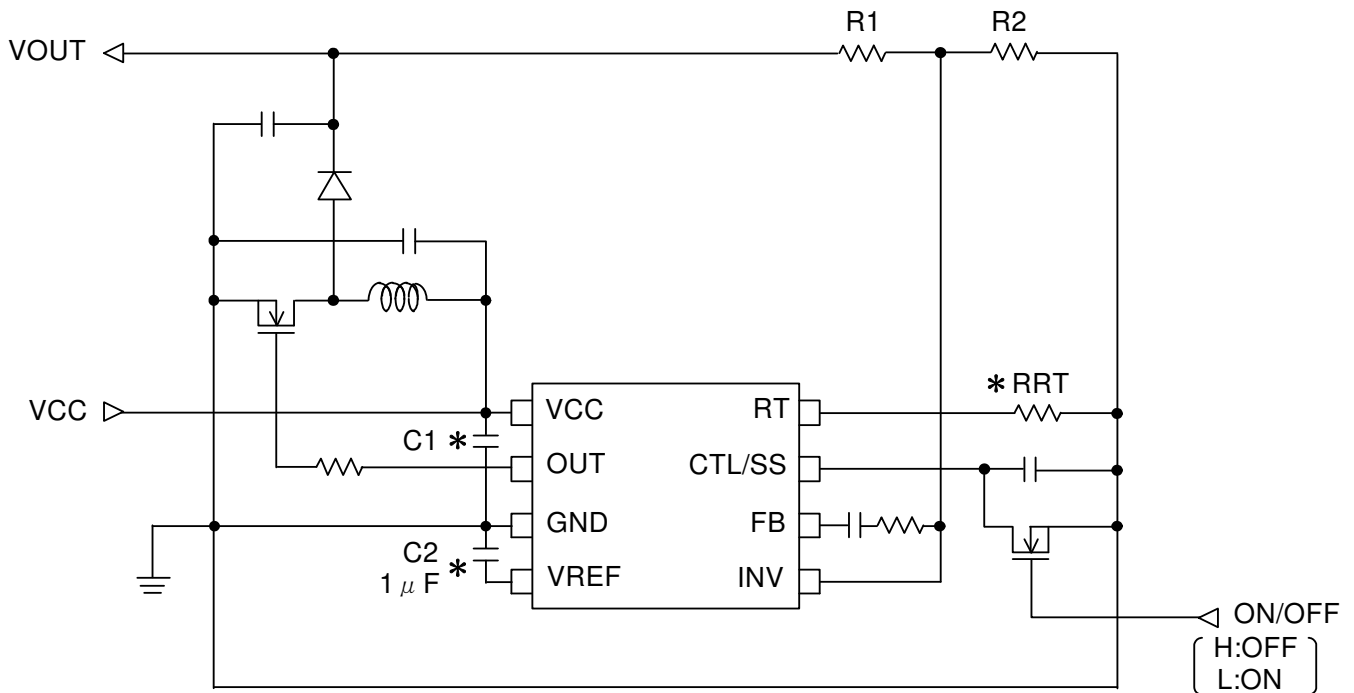 R1
R2
VOUT
* RRT
VCC
VCC
RT
C1 *
OUT
CTL/SS
GND
FB
C2
1 μ F *
VREF
INV
ON/OFF
H:OFF
L:ON